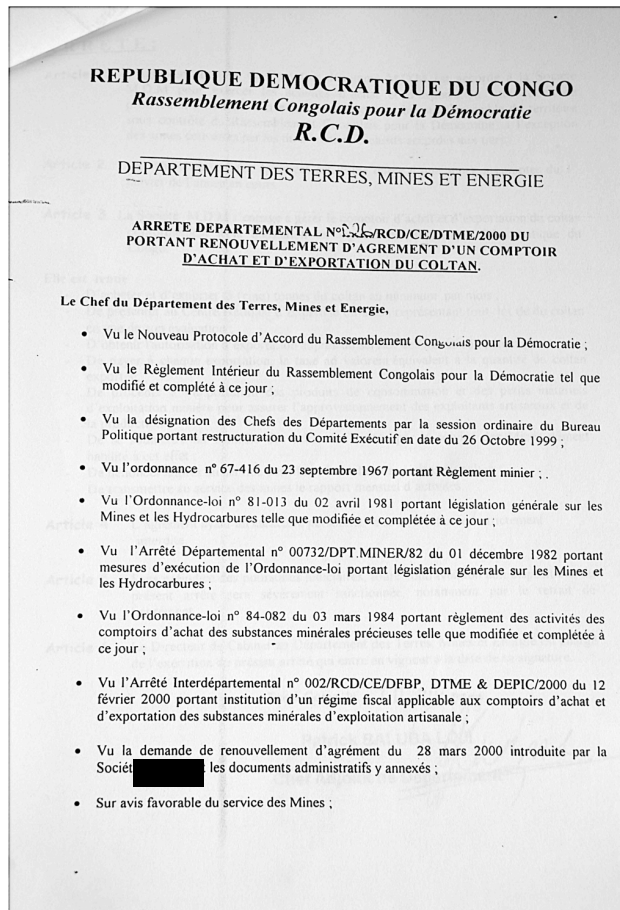 REPUBLIQUE DEMOCRATIQUE DU CONGO
Rassemblement Congolais pour la Démocratie
R.C.D.
DEPARTEMENT DES TERRES, MINES ET ENERGIE
ARRETE DEPARTEMENTAL N° /RCD/CE/DTME/2000 DU
PORTANT RENOUVELLEMENT D'AGREMENT D'UN COMPTOIR
D'ACHAT ET D'EXPORTATION DU COLTAN.
Le Chef du Département des Terres, Mines et Energie,
• Vu le Nouveau Protocole d'Accord du Rassemblement Congolais pour la Démocratie ;
• Vu le Règlement Intérieur du Rassemblement Congolais pour la Démocratie tel que
modifié et complété à ce jour ;
• Vu la désignation des Chefs des Départements par la session ordinaire du Bureau
Politique portant restructuration du Comité Exécutif en date du 26 Octobre 1999 ;
• Vu l'ordonnance n° 67-416 du 23 septembre 1967 portant Règlement minier ; .
• Vu l'Ordonnance-loi n° 81-013 du 02 avril 1981 portant législation générale sur les
Mines et les Hydrocarbures telle que modifiée et complétée à ce jour ;
• Vu l'Arrêté Départemental n° 00732/DPT.MINER/82 du 01 décembre 1982 portant
mesures d'exécution de l'Ordonnance-loi portant législation générale sur les Mines et
les Hydrocarbures ;
• Vu l'Ordonnance-loi n° 84-082 du 03 mars 1984 portant règlement des activités des
comptoirs d'achat des substances minérales précieuses telle que modifiée et complétée à
ce jour ;
• Vu l'Arrêté Interdépartemental n° 002/RCD/CE/DFBP, DTME & DEPIC/2000 du 12
février 2000 portant institution d'un régime fiscal applicable aux comptoirs d'achat et
d'exportation des substances minérales d'exploitation artisanale ;
• Vu la demande de renouvellement d'agrément du 28 mars 2000 introduite par la
Sociét les documents administratifs y annexés ;
• Sur avis favorable du service des Mines ;